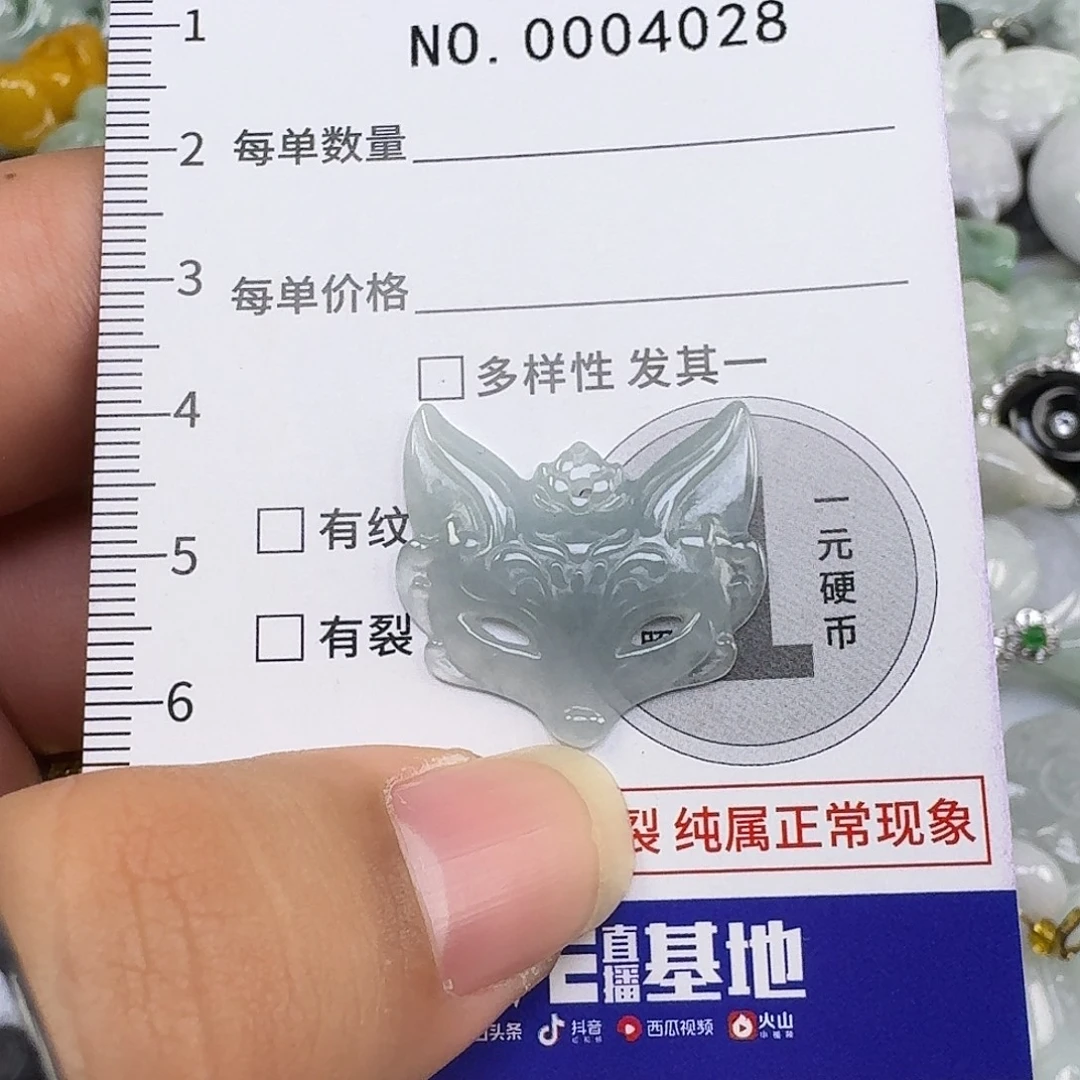 1
NO. 0004028
2 每单数量
3 每单价格
□ 多样性 发其一
4
□ 有纹
一元硬币
5
□ 有裂
6
裂 纯属正常现象
直播基地
头条 抖音 西瓜视频 火山